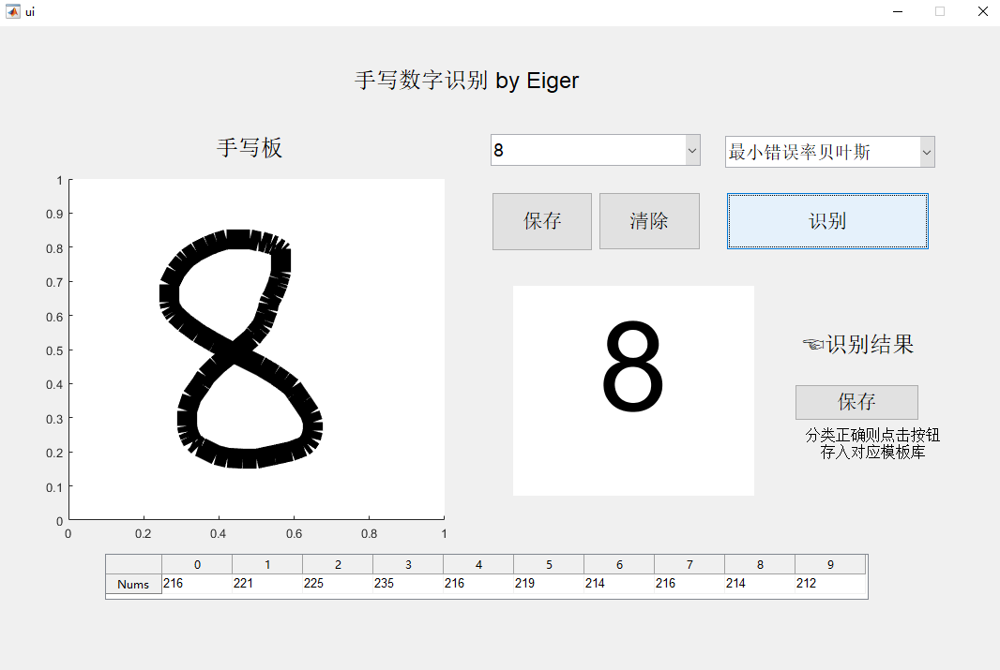 ui
手写数字识别 by Eiger
手写板
8
最小错误率贝叶斯
保存
清除
识别
1
0.9
0.8
0.7
0.6
0.5
0.4
0.3
0.2
0.1
0
0 0.2 0.4 0.6 0.8 1
8
8
☜识别结果
保存
分类正确则点击按钮
存入对应模板库
0 1 2 3 4 5 6 7 8 9
Nums 216 221 225 235 216 219 214 216 214 212